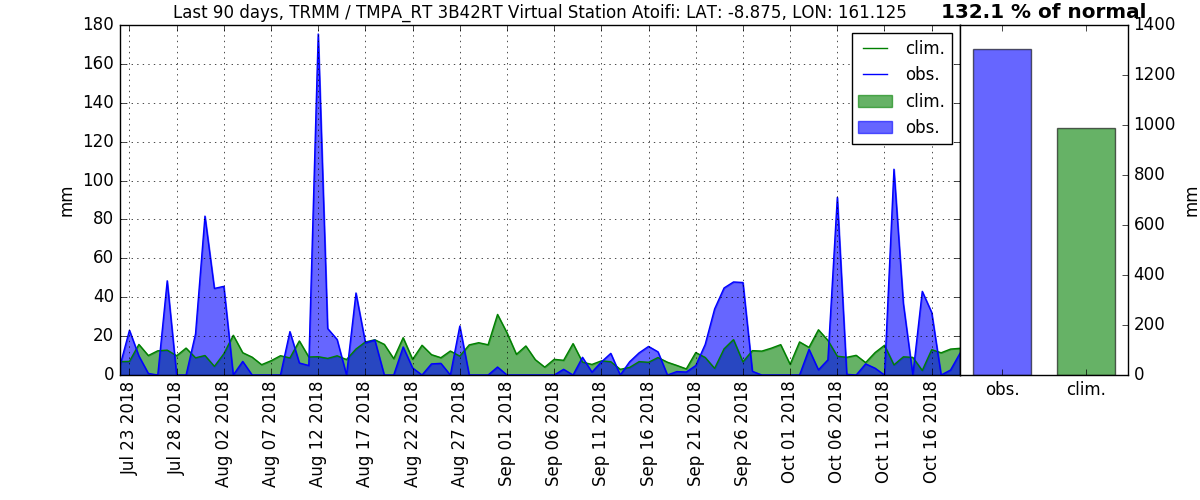 Last 90 days, TRMM / TMPA_RT 3B42RT Virtual Station Atoifi: LAT: -8.875, LON: 161.125
132.1 % of normal
180
160
140
120
100
80
60
40
20
0
mm
clim.
obs.
clim.
obs.
Jul 23 2018
Jul 28 2018
Aug 02 2018
Aug 07 2018
Aug 12 2018
Aug 17 2018
Aug 22 2018
Aug 27 2018
Sep 01 2018
Sep 06 2018
Sep 11 2018
Sep 16 2018
Sep 21 2018
Sep 26 2018
Oct 01 2018
Oct 06 2018
Oct 11 2018
Oct 16 2018
1400
1200
1000
800
600
400
200
0
mm
obs.
clim.